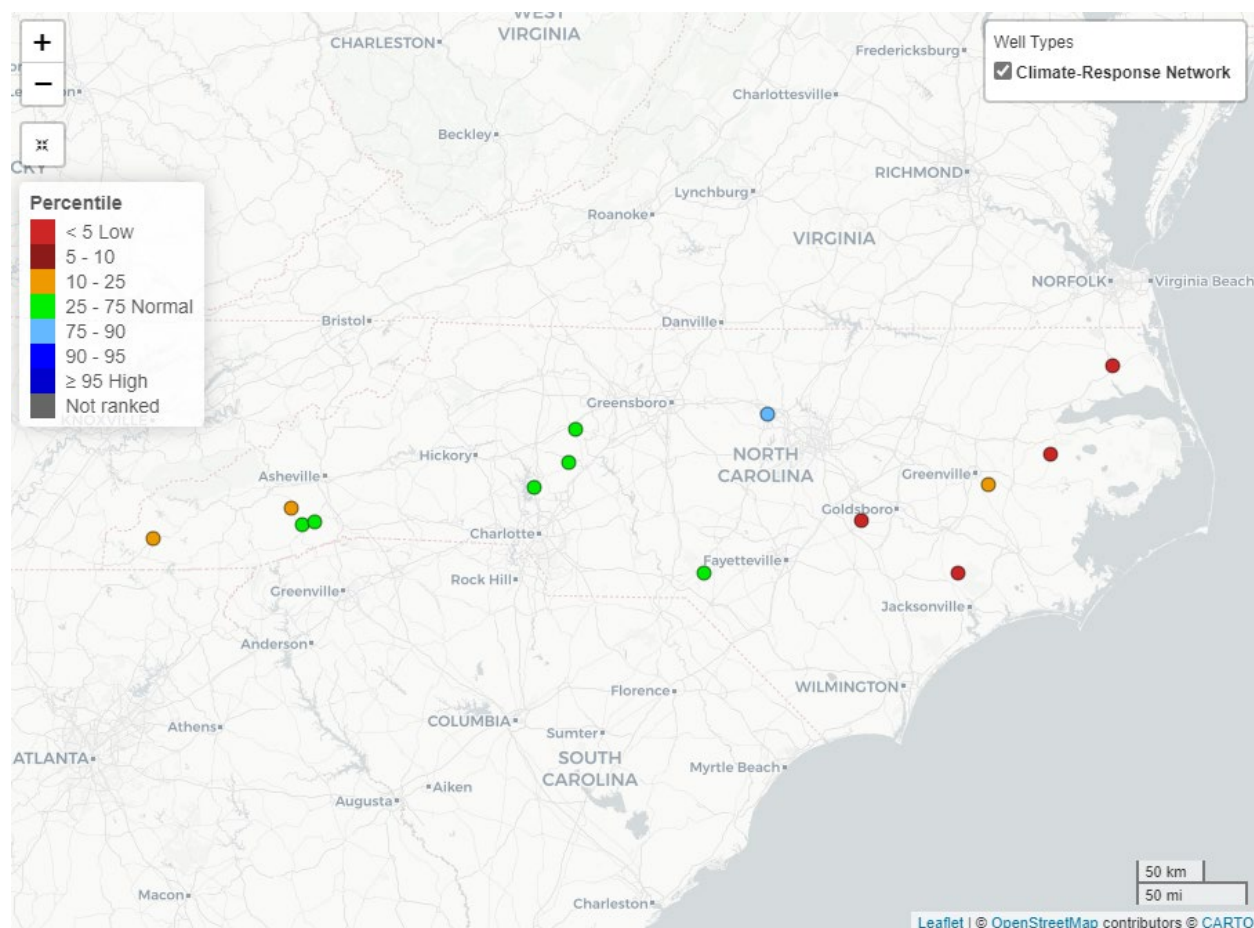 WEST
VIRGINIA
CHARLESTON
Fredericksburg
Charlottesville
Beckley
RICHMOND
Lynchburg
Roanoke
VIRGINIA
NORFOLK
Virginia Beach
Bristol
Danville
KNOXVILLE
Greensboro
Hickory
NORTH
CAROLINA
Asheville
Greenville
Goldsboro
Charlotte
Fayetteville
Rock Hill
Greenville
Jacksonville
Anderson
Florence
WILMINGTON
COLUMBIA
Athens
Sumter
ATLANTA
SOUTH
CAROLINA
Myrtle Beach
Aiken
Augusta
Macon
Charleston
+
−
CKY
Well Types
Climate-Response Network
Percentile
< 5 Low
5 - 10
10 - 25
25 - 75 Normal
75 - 90
90 - 95
≥ 95 High
Not ranked
50 km
50 mi
Leaflet | © OpenStreetMap contributors © CARTO